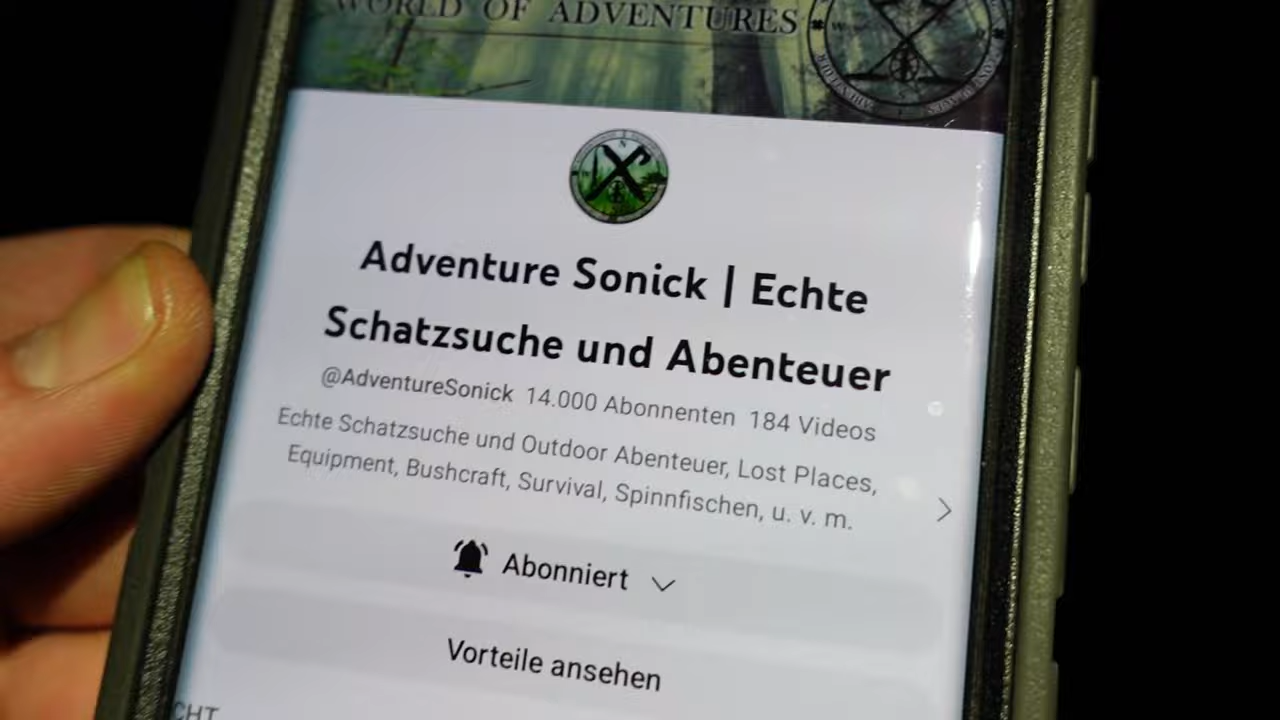 WORLD OF ADVENTURES
Adventure Sonick | Echte
Schatzsuche und Abenteuer
@AdventureSonick 14.000 Abonnenten 184 Videos
Echte Schatzsuche und Outdoor Abenteuer, Lost Places,
Equipment, Bushcraft, Survival, Spinnfischen, u. v. m.
Abonniert
Vorteile ansehen
CHT